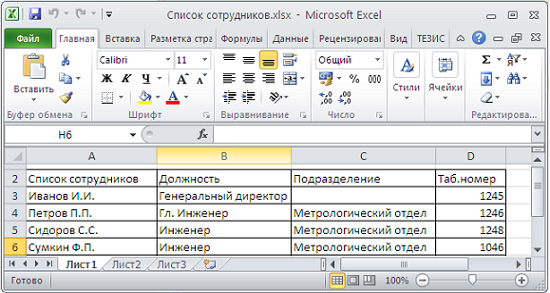 Список сотрудников.xlsx - Microsoft Excel
Файл Главная Вставка Разметка стра Формулы Данные Рецензирован Вид ТЕЗИС
Вставить
Calibri 11
Ж К Ч
Общий
% 000
Стили
Ячейки
Буфер обмена Шрифт Выравнивание Число Редактирование
H6 fx
A B C D
2 Список сотрудников Должность Подразделение Таб.номер
3 Иванов И.И. Генеральный директор 1245
4 Петров П.П. Гл. Инженер Метрологический отдел 1246
5 Сидоров С.С. Инженер Метрологический отдел 1248
6 Сумкин Ф.П. Инженер Метрологический отдел 1046
Лист1 Лист2 Лист3
Готово 100%